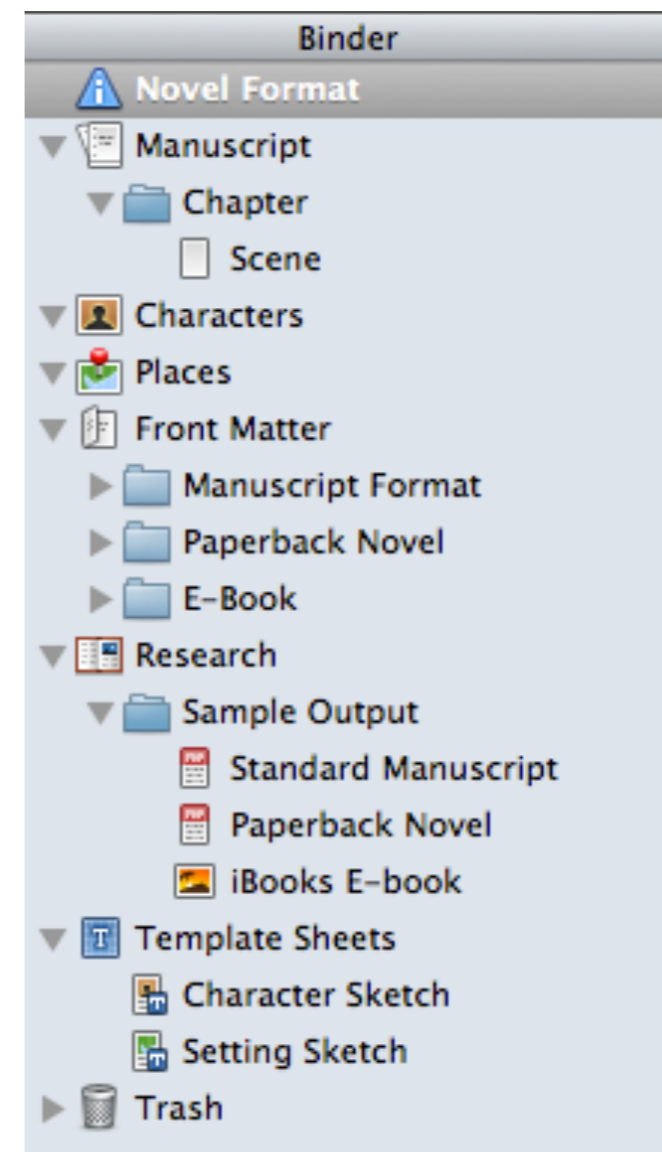 Binder
Novel Format
Manuscript
Chapter
Scene
Characters
Places
Front Matter
Manuscript Format
Paperback Novel
E-Book
Research
Sample Output
Standard Manuscript
Paperback Novel
iBooks E-book
Template Sheets
Character Sketch
Setting Sketch
Trash